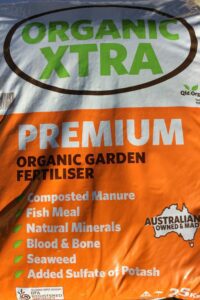 ORGANIC
XTRA
PREMIUM
ORGANIC GARDEN
FERTILISER
Composted Manure
Fish Meal
Natural Minerals
Blood & Bone
Seaweed
Added Sulfate of Potash
AUSTRALIAN
OWNED & MADE
25